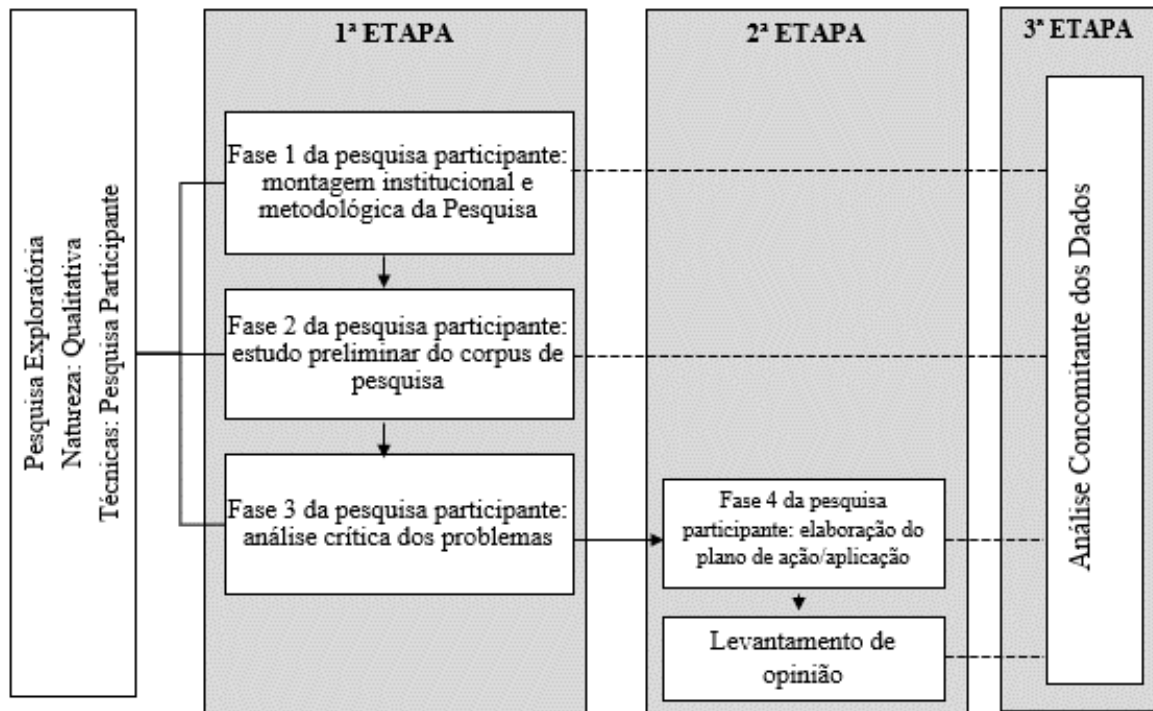 Pesquisa Exploratória
Natureza: Qualitativa
Técnicas: Pesquisa Participante
1ª ETAPA
Fase 1 da pesquisa participante:
montagem institucional e
metodológica da Pesquisa
Fase 2 da pesquisa participante:
estudo preliminar do corpus de
pesquisa
Fase 3 da pesquisa participante:
análise crítica dos problemas
2ª ETAPA
Fase 4 da pesquisa
participante: elaboração do
plano de ação/aplicação
Levantamento de
opinião
3ª ETAPA
Análise Concomitante dos Dados